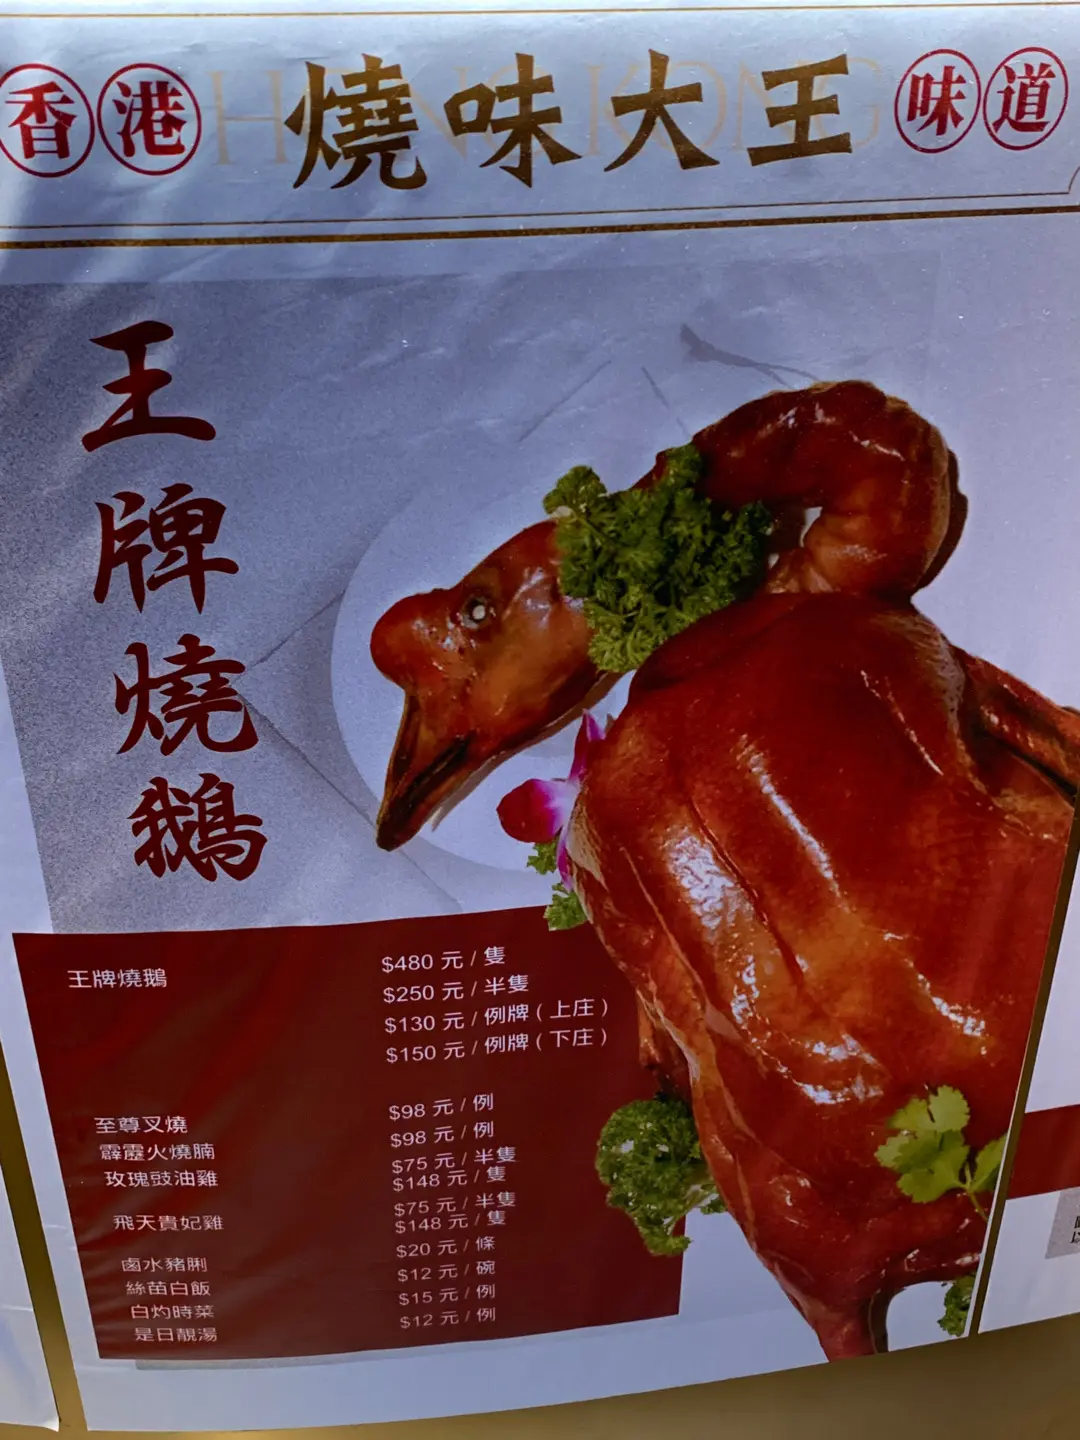 香港 燒味大王 味道
HONG KONG
王牌燒鵝
王牌燒鵝 $480 元 / 隻
$250 元 / 半隻
$130 元 / 例牌 ( 上庄 )
$150 元 / 例牌 ( 下庄 )
至尊叉燒 $98 元 / 例
霹靂火燒腩 $98 元 / 例
玫瑰豉油雞 $75 元 / 半隻
$148 元 / 隻
飛天貴妃雞 $75 元 / 半隻
$148 元 / 隻
鹵水豬脷 $20 元 / 條
絲苗白飯 $12 元 / 碗
白灼時菜 $15 元 / 例
是日靚湯 $12 元 / 例